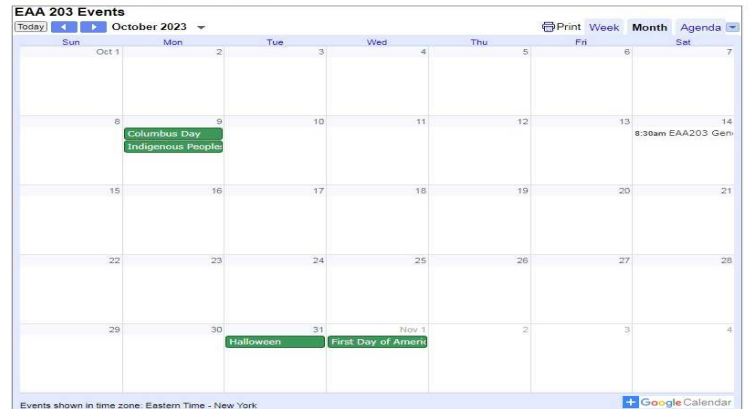 EAA 203 Events
Today October 2023 Print Week Month Agenda
Sun Mon Tue Wed Thu Fri Sat
Oct 1 2 3 4 5 6 7
8 9 10 11 12 13 14
Columbus Day 8:30am EAA203 Gen
Indigenous Peoples
15 16 17 18 19 20 21
22 23 24 25 26 27 28
29 30 31 Nov 1 2 3 4
Halloween First Day of Americ
Events shown in time zone: Eastern Time - New York
Google Calendar